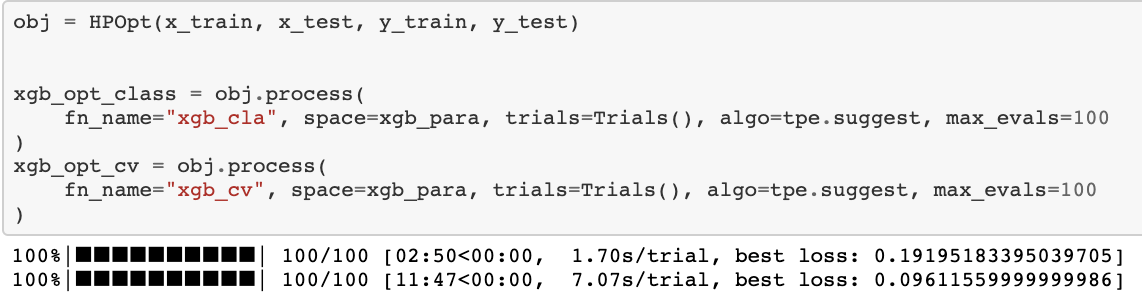 obj = HPOpt(x_train, x_test, y_train, y_test)
xgb_opt_class = obj.process(
    fn_name="xgb_cla", space=xgb_para, trials=Trials(), algo=tpe.suggest, max_evals=100
)
xgb_opt_cv = obj.process(
    fn_name="xgb_cv", space=xgb_para, trials=Trials(), algo=tpe.suggest, max_evals=100
)
100%|██████████| 100/100 [02:50<00:00,  1.70s/trial, best loss: 0.19195183395039705]
100%|██████████| 100/100 [11:47<00:00,  7.07s/trial, best loss: 0.09611559999999986]